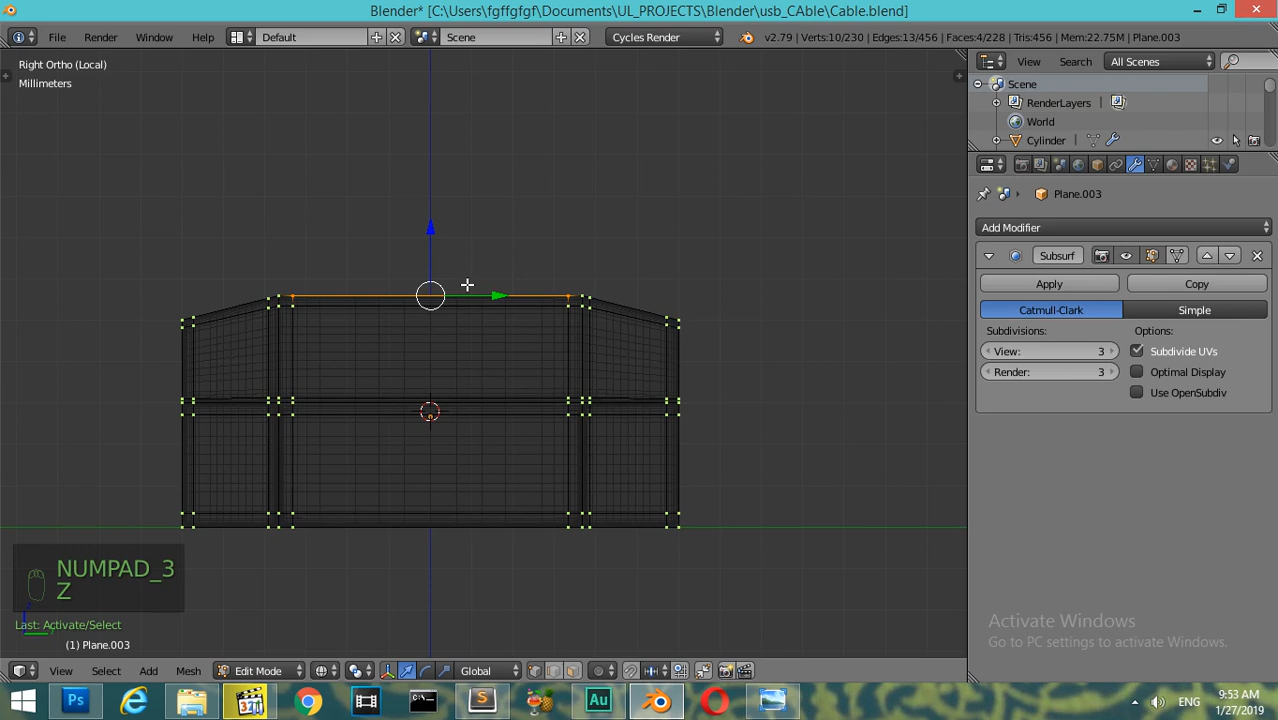 Blender* [C:\Users\fgffgfgf\Documents\UL_PROJECTS\Blender\usb_CAble\Cable.blend]
File Render Window Help Default Scene Cycles Render v2.79 | Verts:10/230 | Edges:13/456 | Faces:4/228 | Tris:456 | Mem:22.75M | Plane.003
Right Ortho (Local)
Millimeters
View Search All Scenes
Scene
RenderLayers
World
Cylinder
Plane.003
Add Modifier
Subsurf
Apply Copy
Catmull-Clark Simple
Subdivisions: Options:
View: 3 Subdivide UVs
Render: 3 Optimal Display
Use OpenSubdiv
NUMPAD_3
Z
Last: Activate/Select
(1) Plane.003
Activate Windows
Go to PC settings to activate Windows.
View Select Add Mesh Edit Mode Global
Ps 321 S Au ENG 9:53 AM
1/27/2019